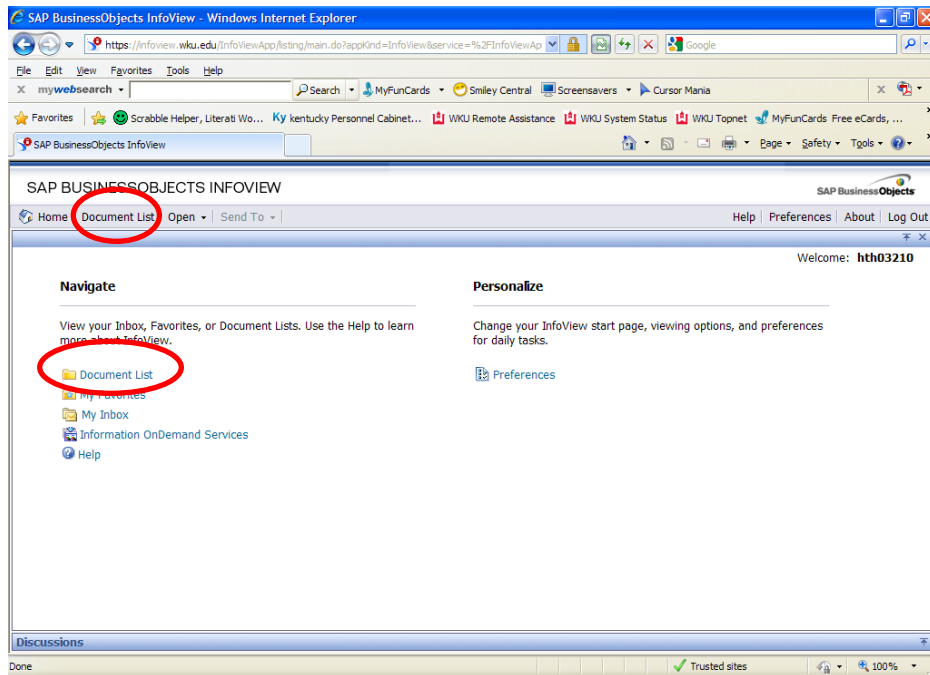 SAP BusinessObjects InfoView - Windows Internet Explorer
https://infoview.wku.edu/InfoViewApp/listing/main.do?appKind=InfoView&service=%2FInfoViewAp
Google
File Edit View Favorites Tools Help
X mywebsearch Search MyFunCards Smiley Central Screensavers Cursor Mania X
Favorites Scrabble Helper, Literati Wo... Ky kentucky Personnel Cabinet... WKU Remote Assistance WKU System Status WKU Topnet MyFunCards Free eCards, ...
SAP BusinessObjects InfoView Page Safety Tools
SAP BUSINESSOBJECTS INFOVIEW SAP BusinessObjects
Home Document List Open Send To Help Preferences About Log Out
Welcome: hth03210
Navigate Personalize
View your Inbox, Favorites, or Document Lists. Use the Help to learn
more about InfoView.
Change your InfoView start page, viewing options, and preferences
for daily tasks.
Document List Preferences
My Favorites
My Inbox
Information OnDemand Services
Help
Discussions
Done Trusted sites 100%